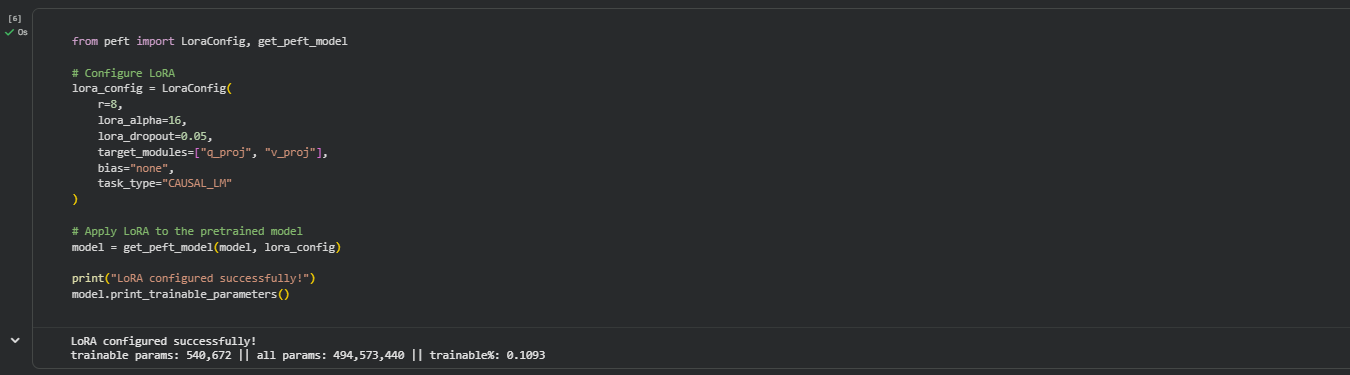 [6]
0s
from peft import LoraConfig, get_peft_model
# Configure LoRA
lora_config = LoraConfig(
    r=8,
    lora_alpha=16,
    lora_dropout=0.05,
    target_modules=["q_proj", "v_proj"],
    bias="none",
    task_type="CAUSAL_LM"
)
# Apply LoRA to the pretrained model
model = get_peft_model(model, lora_config)
print("LoRA configured successfully!")
model.print_trainable_parameters()
LoRA configured successfully!
trainable params: 540,672 || all params: 494,573,440 || trainable%: 0.1093